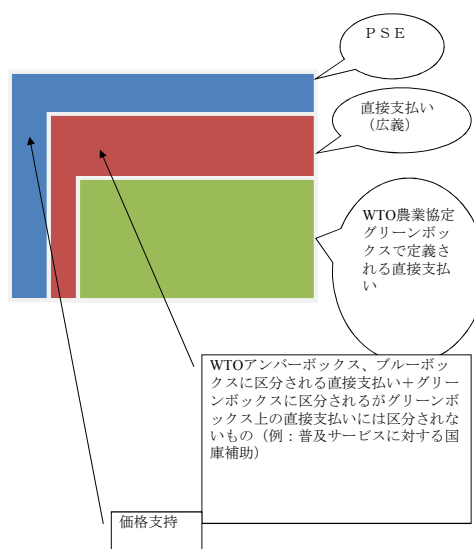 ＰＳＥ
直接支払い
（広義）
WTO農業協定
グリーンボッ
クスで定義さ
れる直接支払
い
WTOアンバーボックス、ブルーボッ
クスに区分される直接支払い＋グリー
ンボックスに区分されるがグリーンボッ
クス上の直接支払いには区分されな
いもの（例：普及サービスに対する国
庫補助）
価格支持